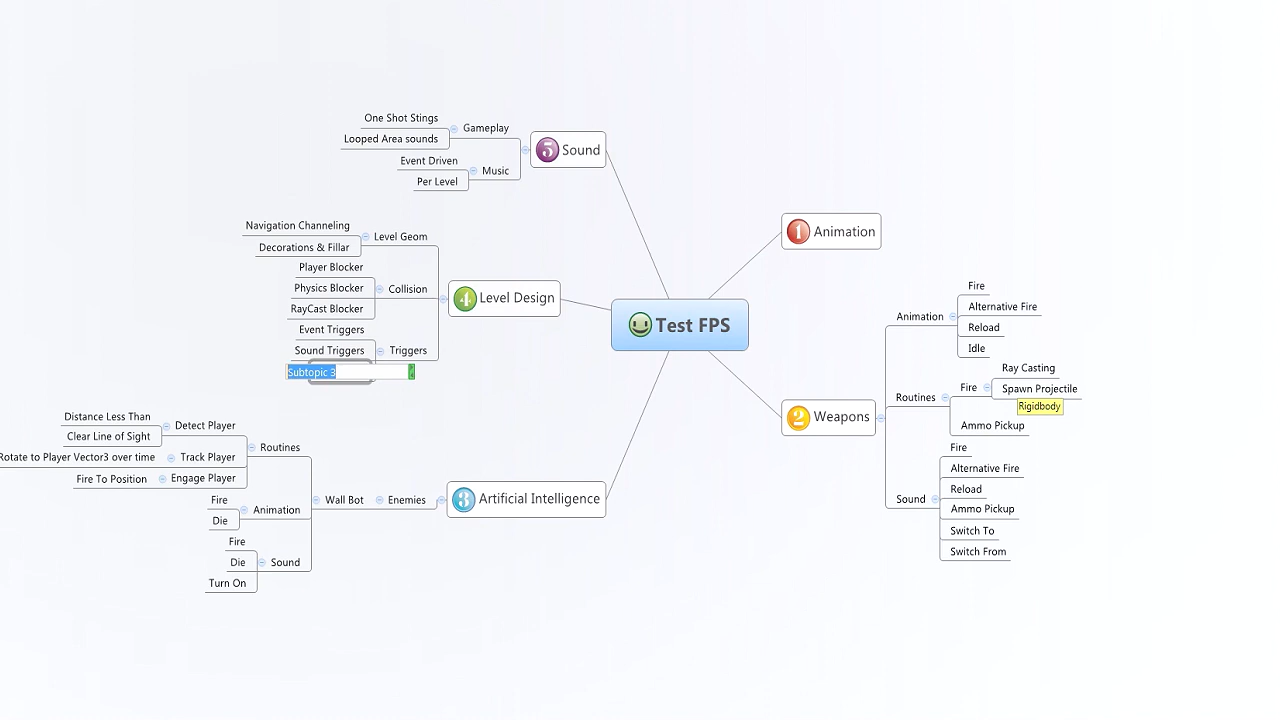 One Shot Stings
Looped Area sounds
Gameplay
Event Driven
Per Level
Music
5 Sound
Navigation Channeling
Decorations & Fillar
Level Geom
Player Blocker
Physics Blocker
RayCast Blocker
Collision
Event Triggers
Sound Triggers
Subtopic 3
Triggers
4 Level Design
Distance Less Than
Clear Line of Sight
Detect Player
Rotate to Player Vector3 over time
Track Player
Fire To Position
Engage Player
Routines
Fire
Die
Animation
Fire
Die
Turn On
Sound
Wall Bot
Enemies
3 Artificial Intelligence
Test FPS
1 Animation
2 Weapons
Animation
Fire
Alternative Fire
Reload
Idle
Routines
Fire
Ray Casting
Spawn Projectile
Rigidbody
Ammo Pickup
Sound
Fire
Alternative Fire
Reload
Ammo Pickup
Switch To
Switch From